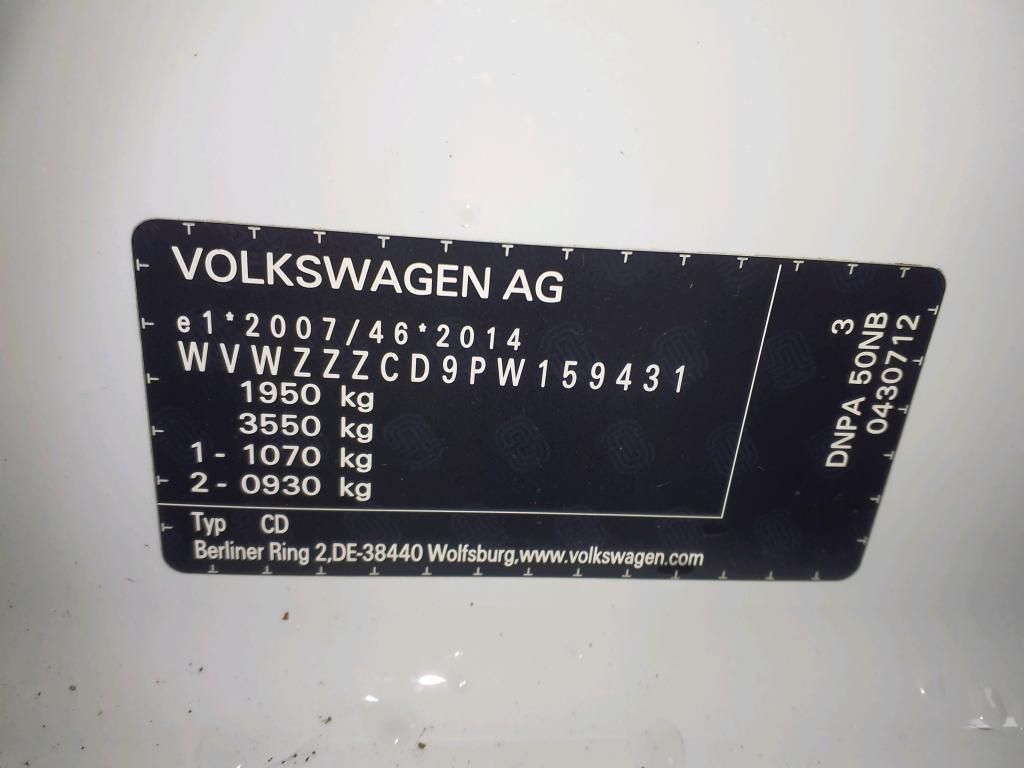 VOLKSWAGEN AG
e1*2007/46*2014
WVWZZZCD9PW159431
1950 kg
3550 kg
1- 1070 kg
2- 0930 kg
Typ CD
Berliner Ring 2,DE-38440 Wolfsburg,www.volkswagen.com
3
DNPA 50NB
0430712